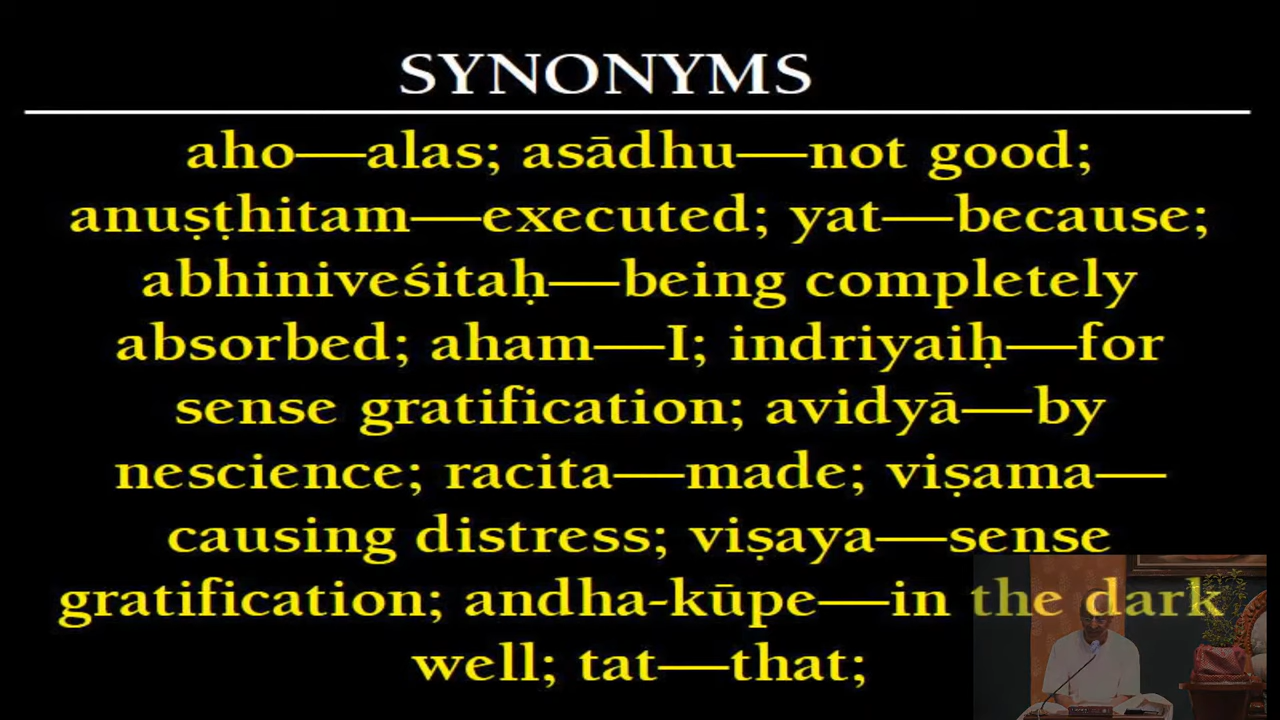 SYNONYMS
aho—alas; asādhu—not good;
anuṣṭhitam—executed; yat—because;
abhiniveśitaḥ—being completely
absorbed; aham—I; indriyaiḥ—for
sense gratification; avidyā—by
nescience; racita—made; viṣama—
causing distress; viṣaya—sense
gratification; andha-kūpe—in the dark
well; tat—that;